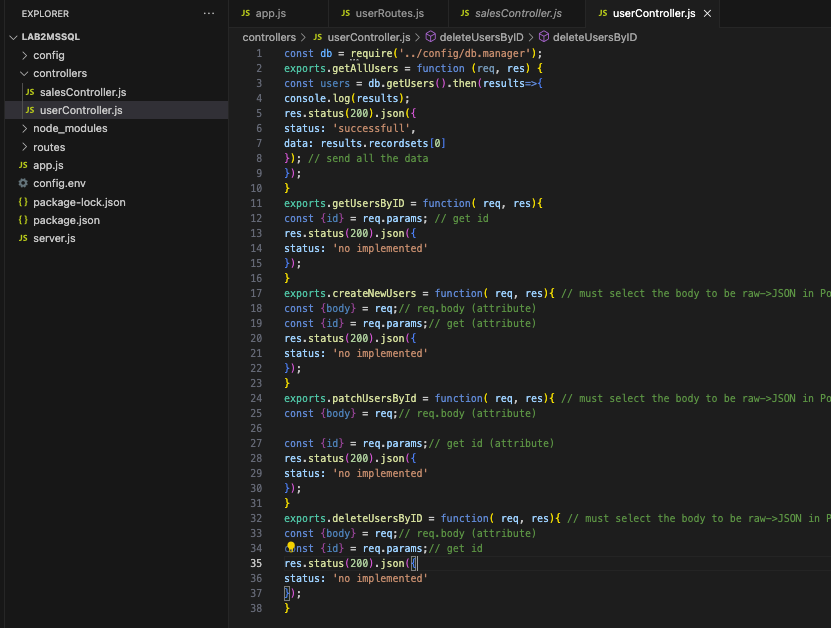 EXPLORER
...
LAB2MSSQL
config
controllers
JS salesController.js
JS userController.js
node_modules
routes
JS app.js
config.env
{} package-lock.json
{} package.json
JS server.js
JS app.js
JS userRoutes.js
JS salesController.js
JS userController.js
controllers > JS userController.js > deleteUsersByID > deleteUsersByID
1 const db = require('../config/db.manager');
2 exports.getAllUsers = function (req, res) {
3 const users = db.getUsers().then(results=>{
4 console.log(results);
5 res.status(200).json({
6 status: 'successfull',
7 data: results.recordsets[0]
8 }); // send all the data
9 });
10 }
11 exports.getUsersByID = function( req, res){
12 const {id} = req.params; // get id
13 res.status(200).json({
14 status: 'no implemented'
15 });
16 }
17 exports.createNewUsers = function( req, res){ // must select the body to be raw->JSON in Po
18 const {body} = req;// req.body (attribute)
19 const {id} = req.params;// get (attribute)
20 res.status(200).json({
21 status: 'no implemented'
22 });
23 }
24 exports.patchUsersById = function( req, res){ // must select the body to be raw->JSON in Po
25 const {body} = req;// req.body (attribute)
26
27 const {id} = req.params;// get id (attribute)
28 res.status(200).json({
29 status: 'no implemented'
30 });
31 }
32 exports.deleteUsersByID = function( req, res){ // must select the body to be raw->JSON in P
33 const {body} = req;// req.body (attribute)
34 const {id} = req.params;// get id
35 res.status(200).json({
36 status: 'no implemented'
37 });
38 }